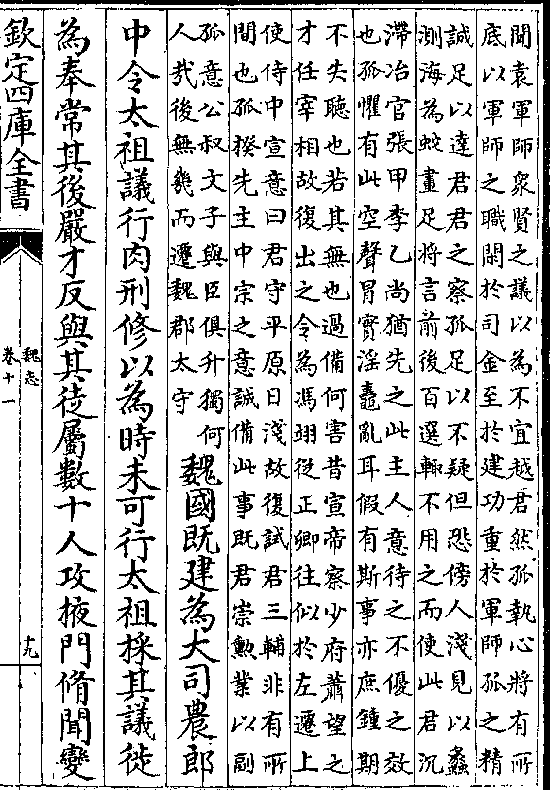 聞袁軍師衆賢之議以為不宜越君然孤執心將有所
底以軍師之職閑於司金至於建功重於軍師孤之精
誠足以達君君之察孤足以不疑但恐傍人淺見以蠡
測海為蛇畫足將言前後百選輒不用之而使此君沉
滯冶官張甲李乙尚猶先之此主人意待之不優之效
也孤懼有此空聲冒實淫鼃亂耳假有斯事亦庶鍾期
不失聽也若其無也過備何害昔宣帝察少府蕭望之
才任宰相故復出之令為馮翊從正卿往似於左遷上
使侍中宣意曰君守平原日淺故復試君三輔非有所
間也孤揆先主中宗之意誠備此事既君崇勲業以副
孤意公叔文子與臣俱升獨何
人哉後無幾而遷魏郡太守
魏國既建為大司農郎
中令太祖議行肉刑修以為時未可行太祖採其議徙
為奉常其後嚴才反與其徒屬數十人攻掖門脩聞變
欽定四庫全書
魏志
卷十一
十九